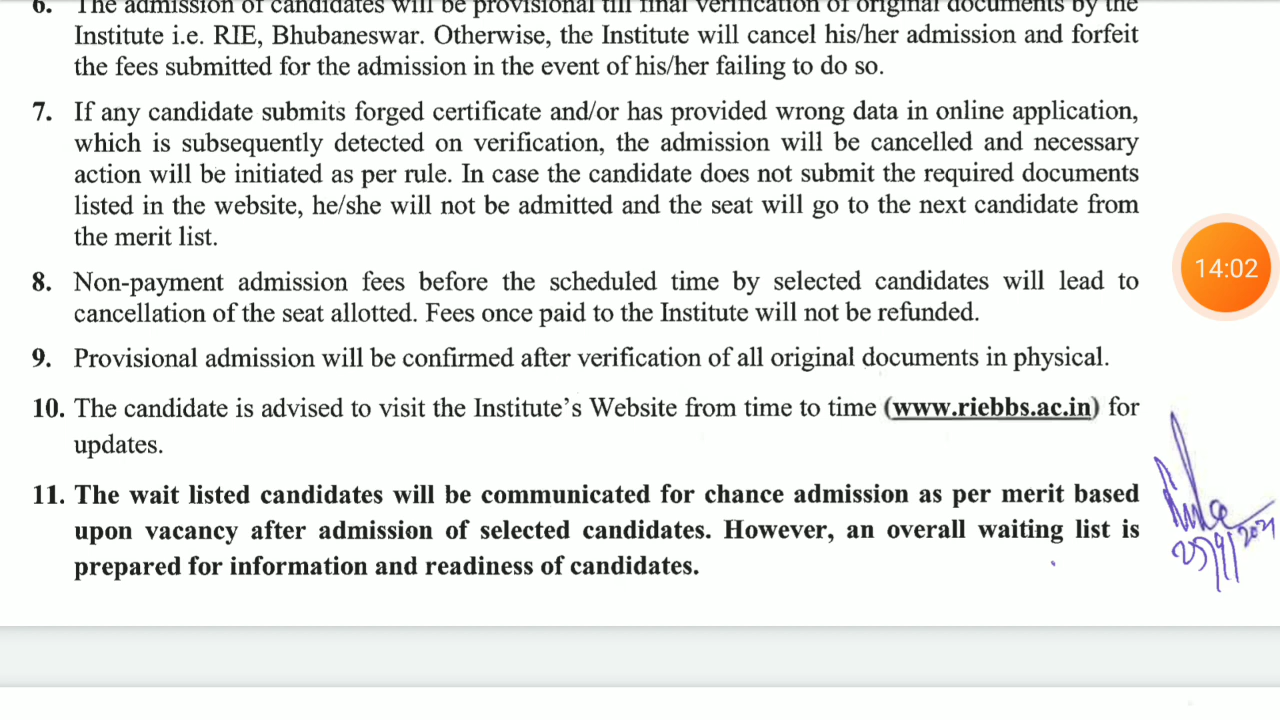 6. The admission of candidates will be provisional till final verification of original documents by the
Institute i.e. RIE, Bhubaneswar. Otherwise, the Institute will cancel his/her admission and forfeit
the fees submitted for the admission in the event of his/her failing to do so.
7. If any candidate submits forged certificate and/or has provided wrong data in online application,
which is subsequently detected on verification, the admission will be cancelled and necessary
action will be initiated as per rule. In case the candidate does not submit the required documents
listed in the website, he/she will not be admitted and the seat will go to the next candidate from
the merit list.
14:02
8. Non-payment admission fees before the scheduled time by selected candidates will lead to
cancellation of the seat allotted. Fees once paid to the Institute will not be refunded.
9. Provisional admission will be confirmed after verification of all original documents in physical.
10. The candidate is advised to visit the Institute's Website from time to time (www.riebbs.ac.in) for
updates.
11. The wait listed candidates will be communicated for chance admission as per merit based
upon vacancy after admission of selected candidates. However, an overall waiting list is
prepared for information and readiness of candidates.
25/9/2021